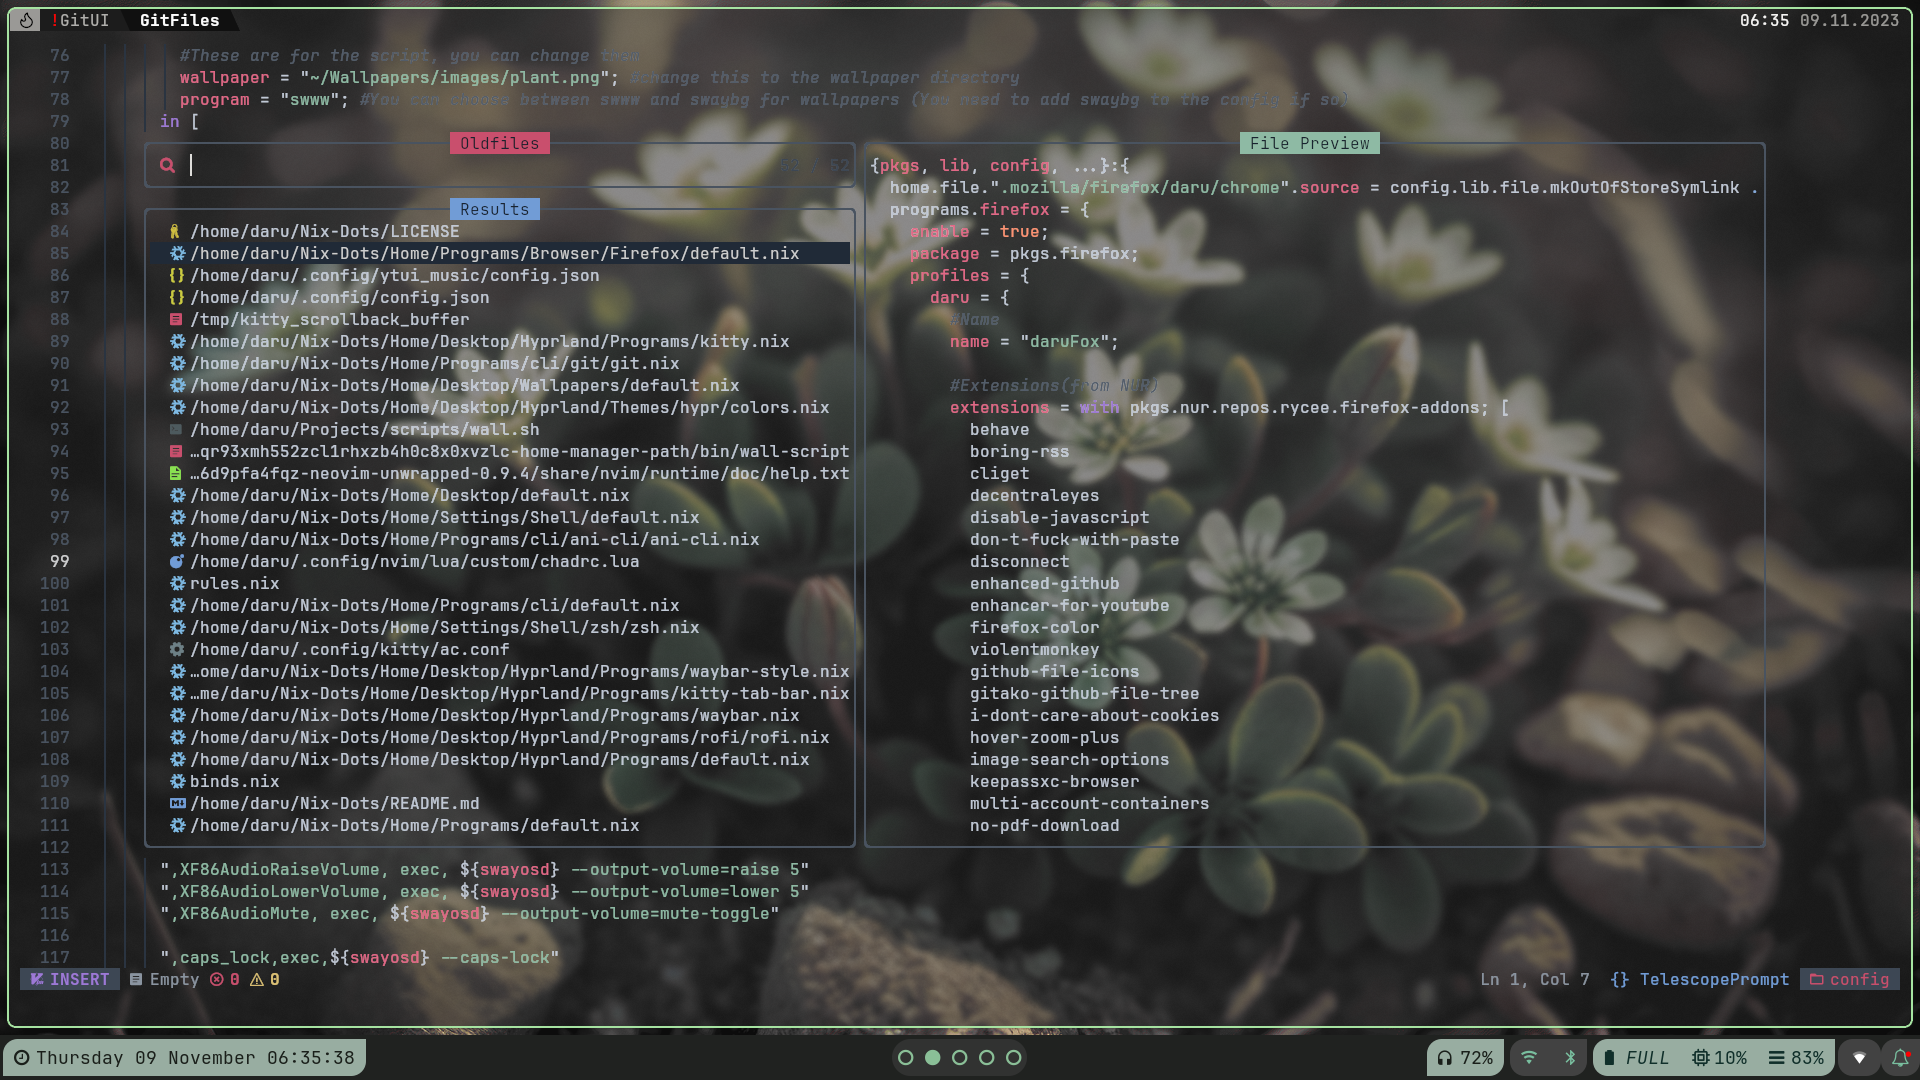 !GitUI GitFiles 06:35 09.11.2023
76 #These are for the script, you can change them
77 wallpaper = "~/Wallpapers/images/plant.png"; #change this to the wallpaper directory
78 program = "swww"; #You can choose between swww and swaybg for wallpapers (You need to add swaybg to the config if so)
79 in [
80 Oldfiles File Preview
81 52 {pkgs, lib, config, ...}:{
82 home.file.".mozilla/firefox/daru/chrome".source = config.lib.file.mkOutOfStoreSymlink .
83 Results programs.firefox = {
84 /home/daru/Nix-Dots/LICENSE enable = true;
85 /home/daru/Nix-Dots/Home/Programs/Browser/Firefox/default.nix package = pkgs.firefox;
86 {} /home/daru/.config/ytui_music/config.json profiles = {
87 {} /home/daru/.config/config.json daru = {
88 /tmp/kitty_scrollback_buffer #Name
89 /home/daru/Nix-Dots/Home/Desktop/Hyprland/Programs/kitty.nix name = "daruFox";
90 /home/daru/Nix-Dots/Home/Programs/cli/git/git.nix
91 /home/daru/Nix-Dots/Home/Desktop/Wallpapers/default.nix #Extensions(from NUR)
92 /home/daru/Nix-Dots/Home/Desktop/Hyprland/Themes/hypr/colors.nix extensions = with pkgs.nur.repos.rycee.firefox-addons; [
93 /home/daru/Projects/scripts/wall.sh behave
94 …qr93xmh552zcl1rhxzb4h0c8x0xvzlc-home-manager-path/bin/wall-script boring-rss
95 …6d9pfa4fqz-neovim-unwrapped-0.9.4/share/nvim/runtime/doc/help.txt cliget
96 /home/daru/Nix-Dots/Home/Desktop/default.nix decentraleyes
97 /home/daru/Nix-Dots/Home/Settings/Shell/default.nix disable-javascript
98 /home/daru/Nix-Dots/Home/Programs/cli/ani-cli/ani-cli.nix don-t-fuck-with-paste
99 /home/daru/.config/nvim/lua/custom/chadrc.lua disconnect
100 rules.nix enhanced-github
101 /home/daru/Nix-Dots/Home/Programs/cli/default.nix enhancer-for-youtube
102 /home/daru/Nix-Dots/Home/Settings/Shell/zsh/zsh.nix firefox-color
103 /home/daru/.config/kitty/ac.conf violentmonkey
104 …ome/daru/Nix-Dots/Home/Desktop/Hyprland/Programs/waybar-style.nix github-file-icons
105 …me/daru/Nix-Dots/Home/Desktop/Hyprland/Programs/kitty-tab-bar.nix gitako-github-file-tree
106 /home/daru/Nix-Dots/Home/Desktop/Hyprland/Programs/waybar.nix i-dont-care-about-cookies
107 /home/daru/Nix-Dots/Home/Desktop/Hyprland/Programs/rofi/rofi.nix hover-zoom-plus
108 /home/daru/Nix-Dots/Home/Desktop/Hyprland/Programs/default.nix image-search-options
109 binds.nix keepassxc-browser
110 /home/daru/Nix-Dots/README.md multi-account-containers
111 /home/daru/Nix-Dots/Home/Programs/default.nix no-pdf-download
112
113 ",XF86AudioRaiseVolume, exec, ${swayosd} --output-volume=raise 5"
114 ",XF86AudioLowerVolume, exec, ${swayosd} --output-volume=lower 5"
115 ",XF86AudioMute, exec, ${swayosd} --output-volume=mute-toggle"
116
117 ",caps_lock,exec,${swayosd} --caps-lock"
INSERT Empty 0 0 Ln 1, Col 7 {} TelescopePrompt config
Thursday 09 November 06:35:38 72% FULL 10% 83%